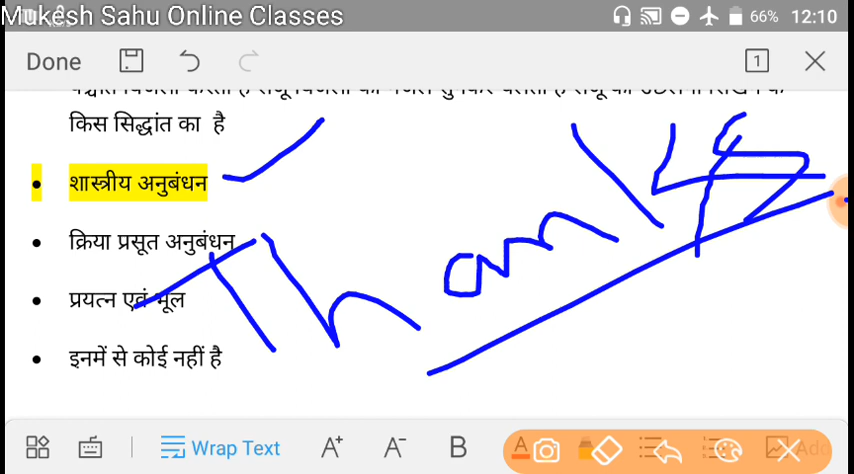 Mukesh Sahu Online Classes 66% 12:10
Done 1
किस सिद्धांत का है
• शास्त्रीय अनुबंधन
• क्रिया प्रसूत अनुबंधन
• प्रयत्न एवं भूल
• इनमें से कोई नहीं है
Thanks
Wrap Text A+ A- B A